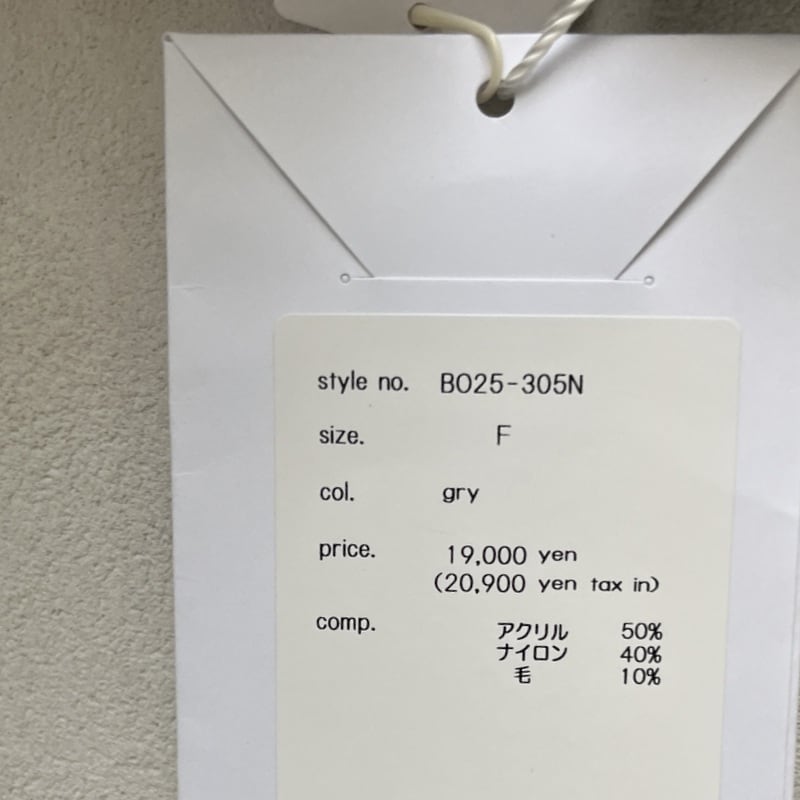 style no. BO25-305N
size. F
col. gry
price. 19,000 yen
(20,900 yen tax in)
comp. アクリル 50%
ナイロン 40%
毛 10%